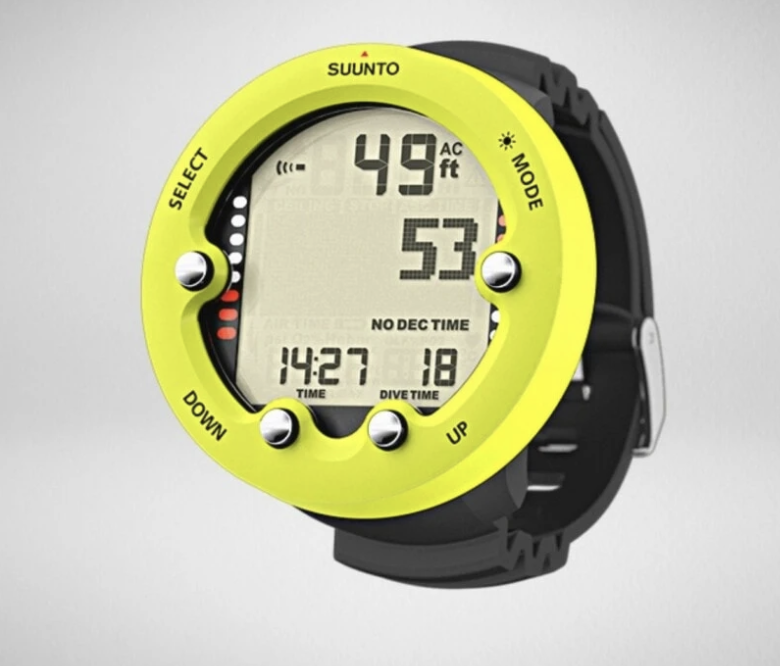 SUUNTO
SELECT
MODE
49 AC ft
53
NO DEC TIME
14:27 18
TIME DIVE TIME
DOWN
UP